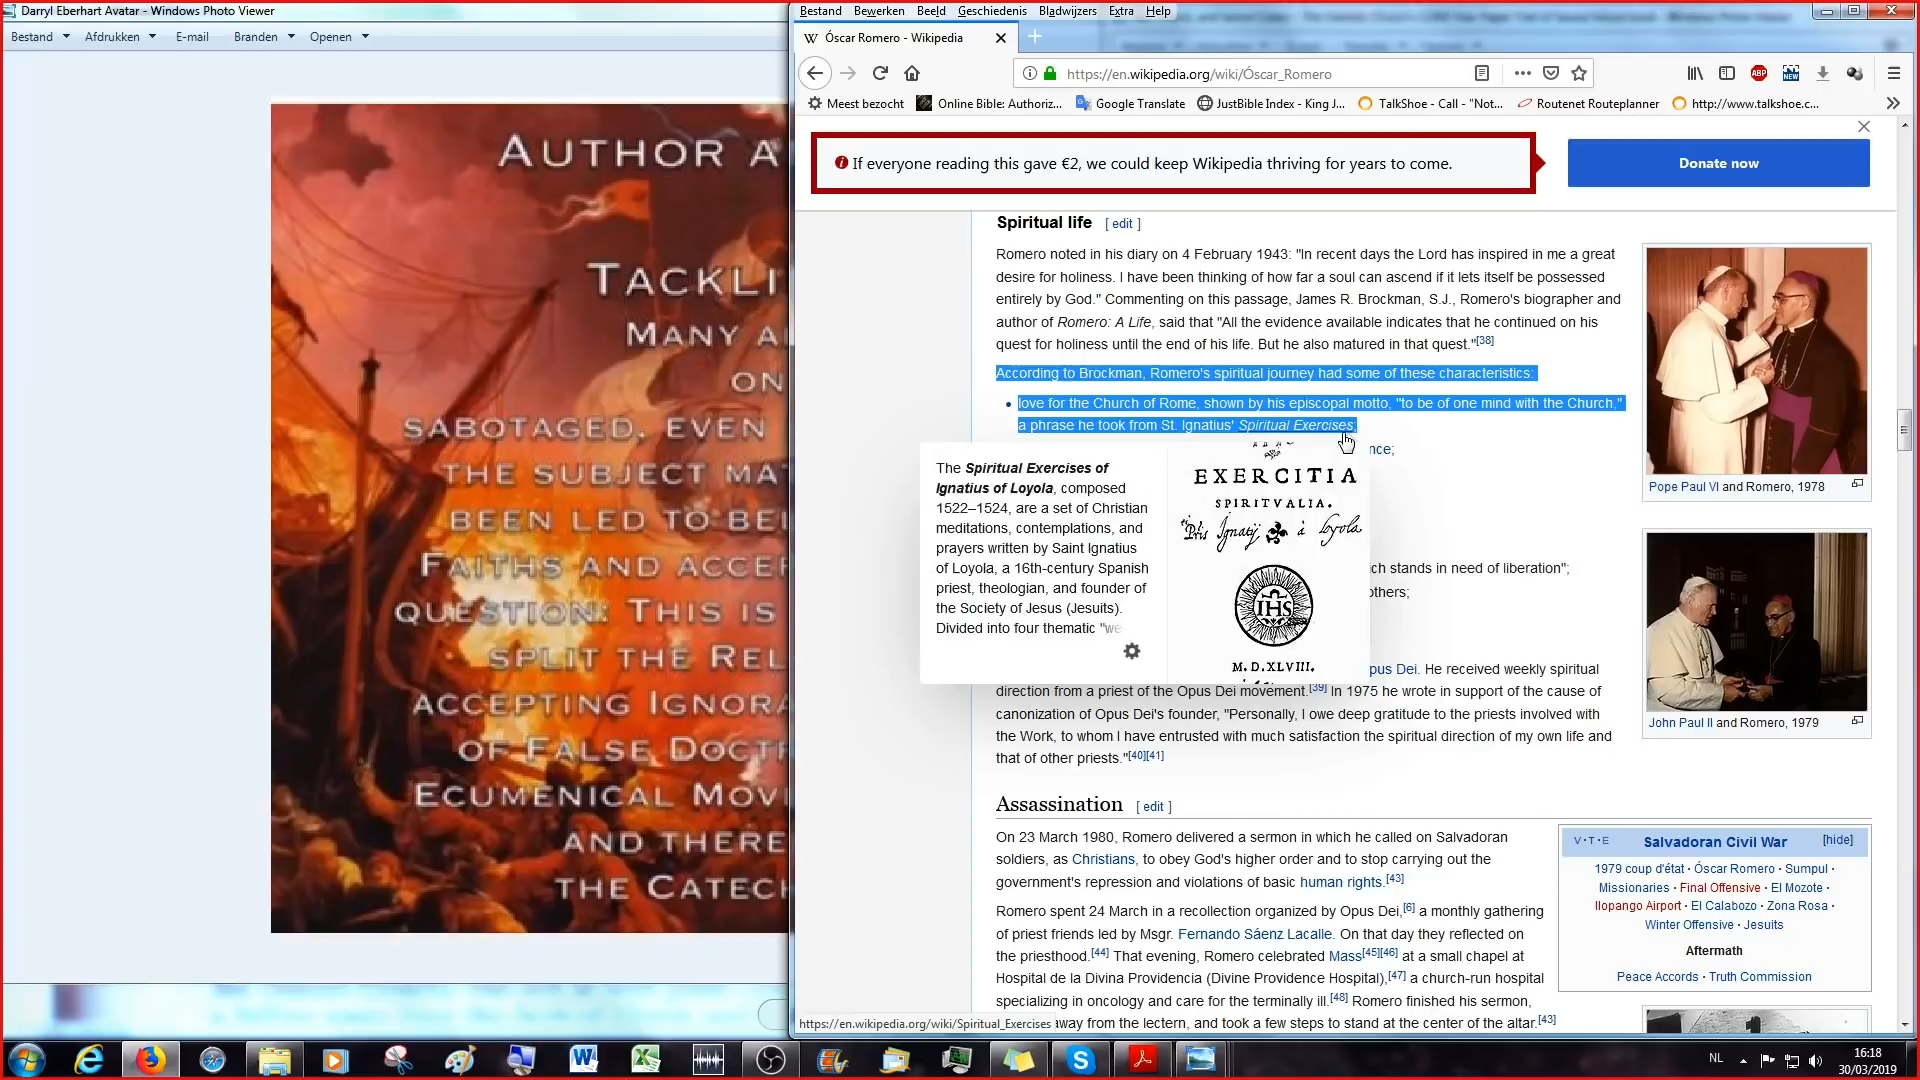 Darryl Eberhart Avatar - Windows Photo Viewer
Bestand Afdrukken E-mail Branden Openen
AUTHOR A
TACKLI
MANY A
ON
SABOTAGED, EVEN
THE SUBJECT MAT
BEEN LED TO BEI
FAITHS AND ACCEP
QUESTION: THIS IS
SPLIT THE REL
ACCEPTING IGNORA
OF FALSE DOCTR
ECUMENICAL MOVE
AND THERE
THE CATECH
Bestand Bewerken Beeld Geschiedenis Bladwijzers Extra Help
Óscar Romero - Wikipedia
https://en.wikipedia.org/wiki/Óscar_Romero
Meest bezocht Online Bible: Authoriz... Google Translate JustBible Index - King J... TalkShoe - Call - "Not... Routenet Routeplanner http://www.talkshoe.c...
If everyone reading this gave €2, we could keep Wikipedia thriving for years to come.
Donate now
Spiritual life [ edit ]
Romero noted in his diary on 4 February 1943: "In recent days the Lord has inspired in me a great
desire for holiness. I have been thinking of how far a soul can ascend if it lets itself be possessed
entirely by God." Commenting on this passage, James R. Brockman, S.J., Romero's biographer and
author of Romero: A Life, said that "All the evidence available indicates that he continued on his
quest for holiness until the end of his life. But he also matured in that quest."[38]
According to Brockman, Romero's spiritual journey had some of these characteristics:
• love for the Church of Rome, shown by his episcopal motto, "to be of one mind with the Church,"
a phrase he took from St. Ignatius' Spiritual Exercises;
nce;
The Spiritual Exercises of
Ignatius of Loyola, composed
1522–1524, are a set of Christian
meditations, contemplations, and
prayers written by Saint Ignatius
of Loyola, a 16th-century Spanish
priest, theologian, and founder of
the Society of Jesus (Jesuits).
Divided into four thematic "we
EXERCITIA
SPIRITVALIA.
IHS
M.D.XLVIII.
ich stands in need of liberation";
others;
pus Dei. He received weekly spiritual
direction from a priest of the Opus Dei movement.[39] In 1975 he wrote in support of the cause of
canonization of Opus Dei's founder, "Personally, I owe deep gratitude to the priests involved with
the Work, to whom I have entrusted with much satisfaction the spiritual direction of my own life and
that of other priests."[40][41]
Pope Paul VI and Romero, 1978
John Paul II and Romero, 1979
Assassination [ edit ]
On 23 March 1980, Romero delivered a sermon in which he called on Salvadoran
soldiers, as Christians, to obey God's higher order and to stop carrying out the
government's repression and violations of basic human rights.[43]
Romero spent 24 March in a recollection organized by Opus Dei,[6] a monthly gathering
of priest friends led by Msgr. Fernando Sáenz Lacalle. On that day they reflected on
the priesthood.[44] That evening, Romero celebrated Mass[45][46] at a small chapel at
Hospital de la Divina Providencia (Divine Providence Hospital),[47] a church-run hospital
specializing in oncology and care for the terminally ill.[48] Romero finished his sermon,
away from the lectern, and took a few steps to stand at the center of the altar.[43]
V·T·E Salvadoran Civil War [hide]
1979 coup d'état · Óscar Romero · Sumpul ·
Missionaries · Final Offensive · El Mozote ·
Ilopango Airport · El Calabozo · Zona Rosa ·
Winter Offensive · Jesuits
Aftermath
Peace Accords · Truth Commission
https://en.wikipedia.org/wiki/Spiritual_Exercises
NL
16:18
30/03/2019